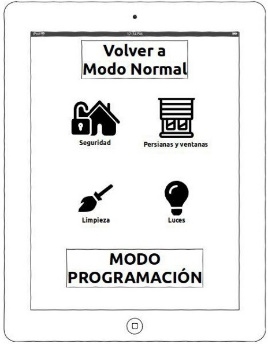 Volver a
Modo Normal
Seguridad
Persianas y ventanas
Limpieza
Luces
MODO
PROGRAMACIÓN